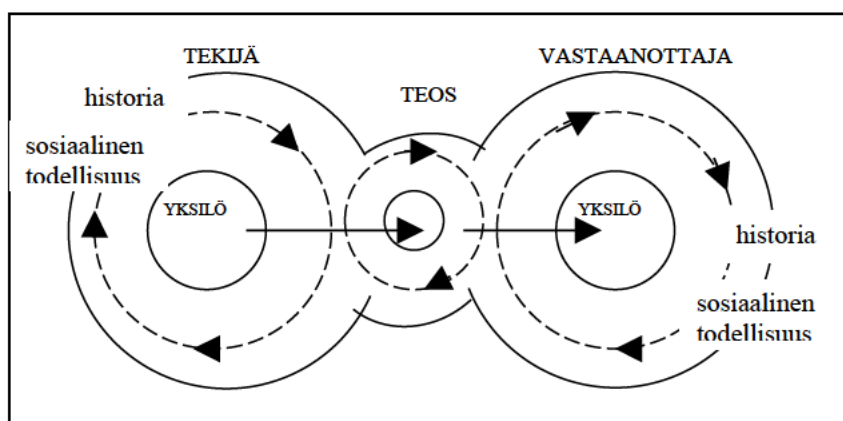 TEKIJÄ
VASTAANOTTAJA
TEOS
historia
sosiaalinen
todellisuus
YKSILÖ
YKSILÖ
historia
sosiaalinen
todellisuus